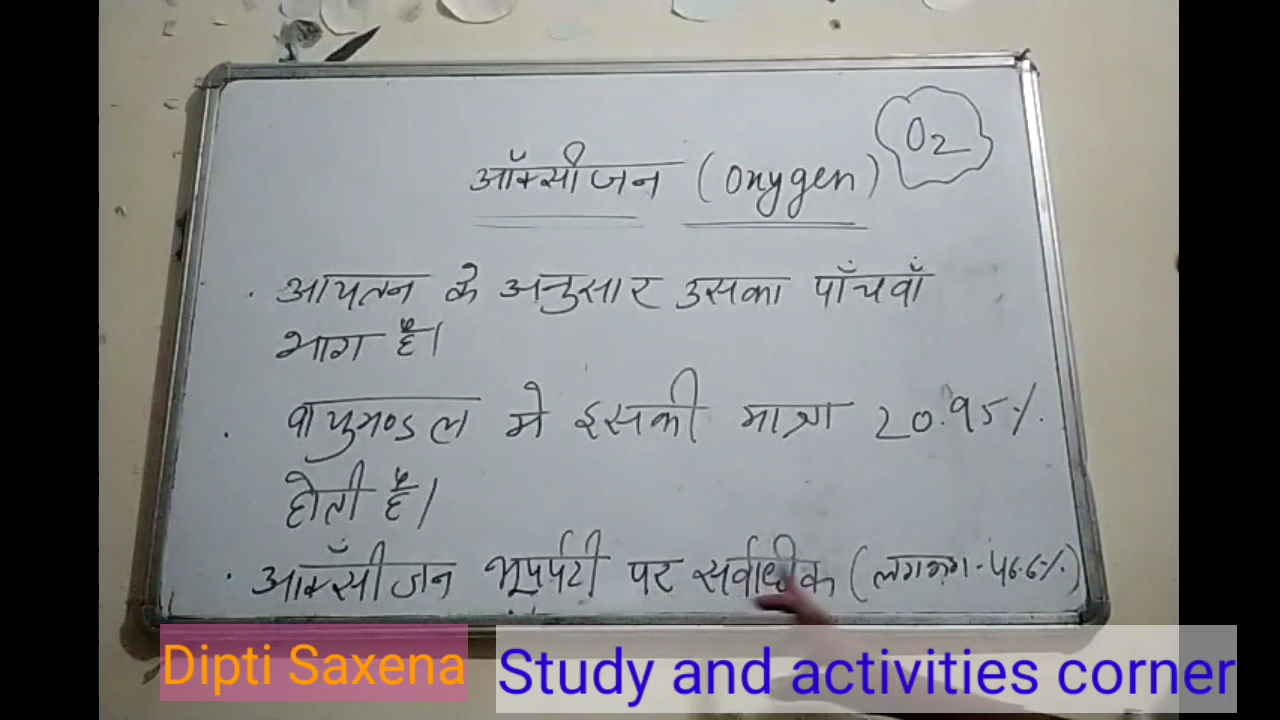 ऑक्सीजन (Oxygen)
O2
. आयतन के अनुसार उसका पाँचवाँ
भाग है।
. वायुमण्डल मे इसकी मात्रा 20.95%.
होती है।
. ऑक्सीजन भूपर्पटी पर सर्वाधीक (लगभग - 46.6%.)
Dipti Saxena
Study and activities corner